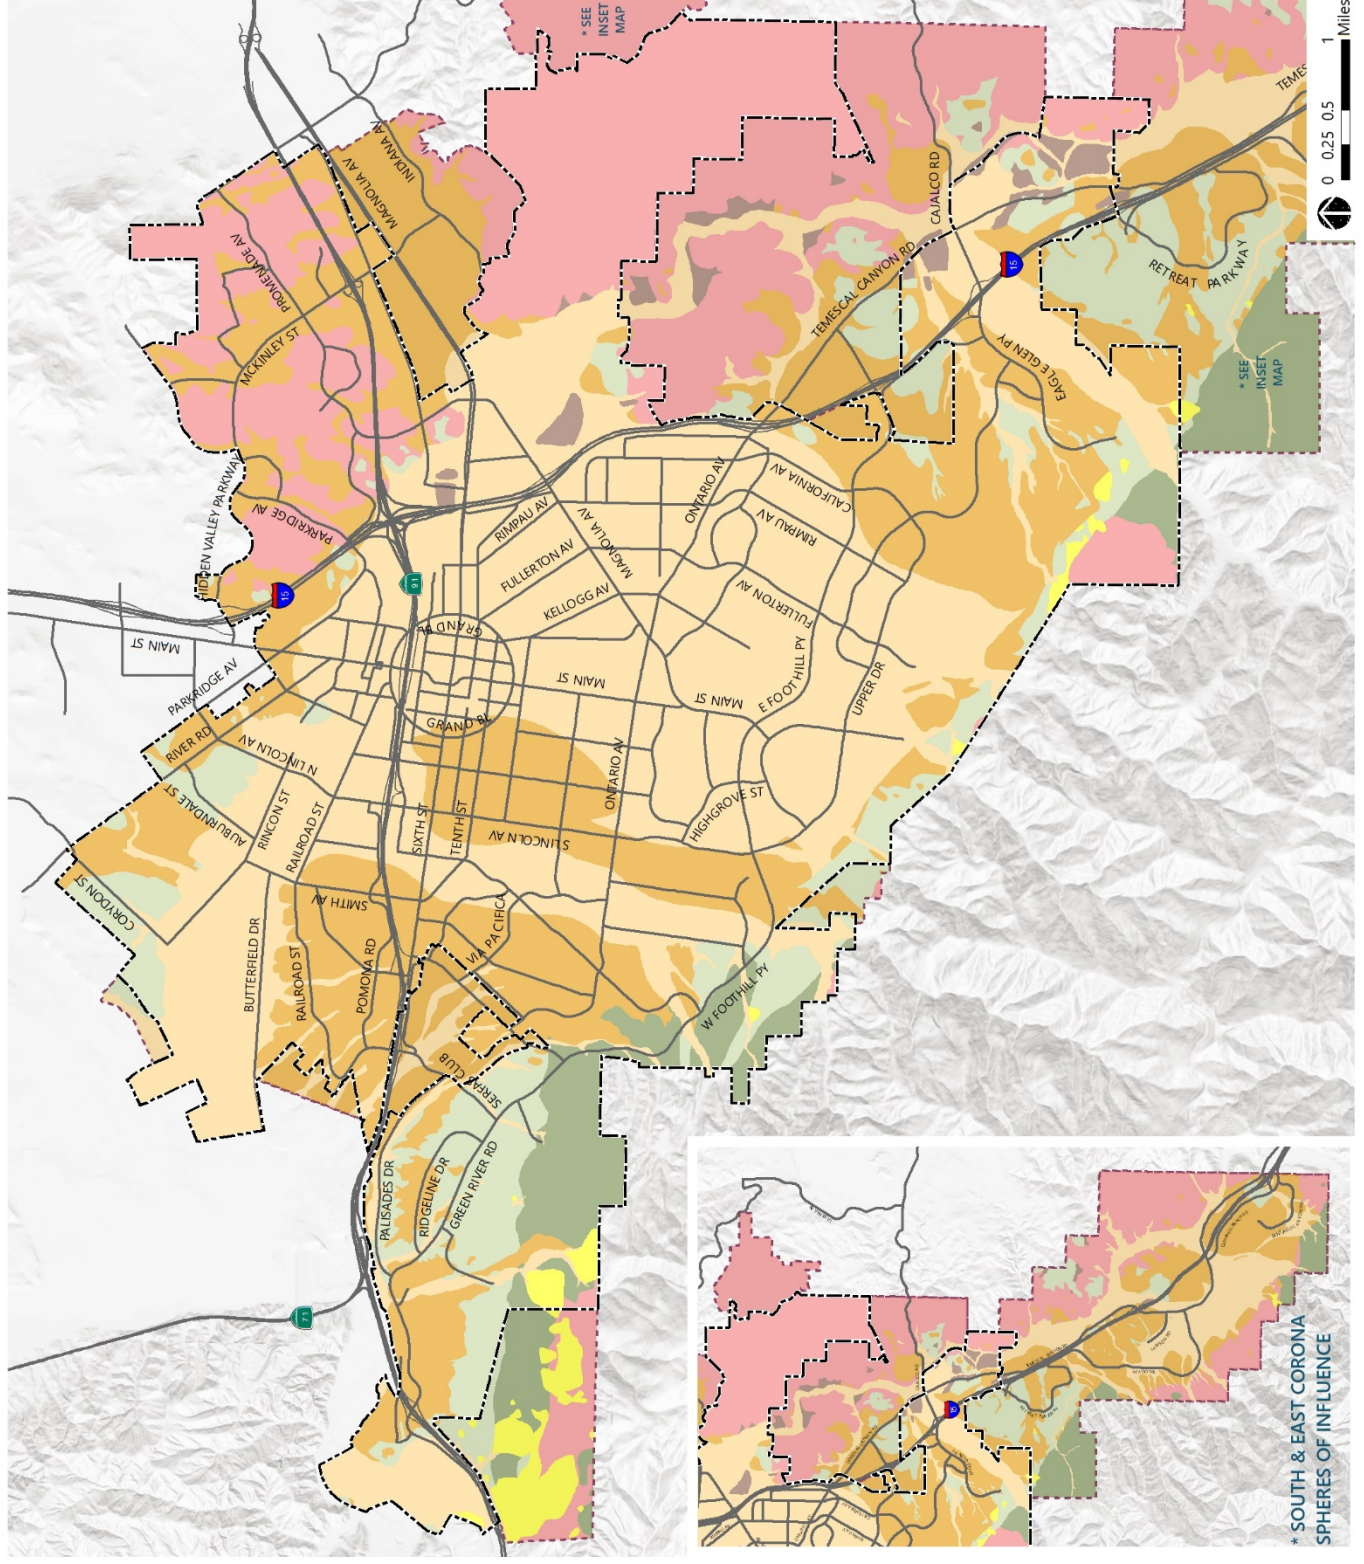 * SEE
INSET
MAP
0 0.25 0.5 1
Miles
INDIANA AV
MAGNOLIA AV
PROMENADE AV
MCKINLEY ST
CAJALCO RD
TEMES
TEMESCAL CANYON RD
15
RETREAT PARKWAY
EAGLE GLEN PY
* SEE
INSET
MAP
HIDDEN VALLEY PARKWAY
PARKRIDGE AV
15
91
RIMPAU AV
MAGNOLIA AV
FULLERTON AV
KELLOGG AV
ONTARIO AV
CALIFORNIA AV
RIMPAU AV
FULLERTON AV
MAIN ST
PARKRIDGE AV
GRAND BL
GRAND BL
MAIN ST
MAIN ST
E FOOTHILL PY
UPPER DR
RIVER RD
N LINCOLN AV
AUBURNDALE ST
RINCON ST
RAILROAD ST
SIXTH ST
TENTH ST
S LINCOLN AV
ONTARIO AV
HIGHGROVE ST
CORYDON ST
SMITH AV
BUTTERFIELD DR
RAILROAD ST
POMONA RD
VIA PACIFICA
W FOOTHILL PY
SERFAS CLUB
PALISADES DR
RIDGELINE DR
GREEN RIVER RD
71
15
* SOUTH & EAST CORONA
SPHERES OF INFLUENCE